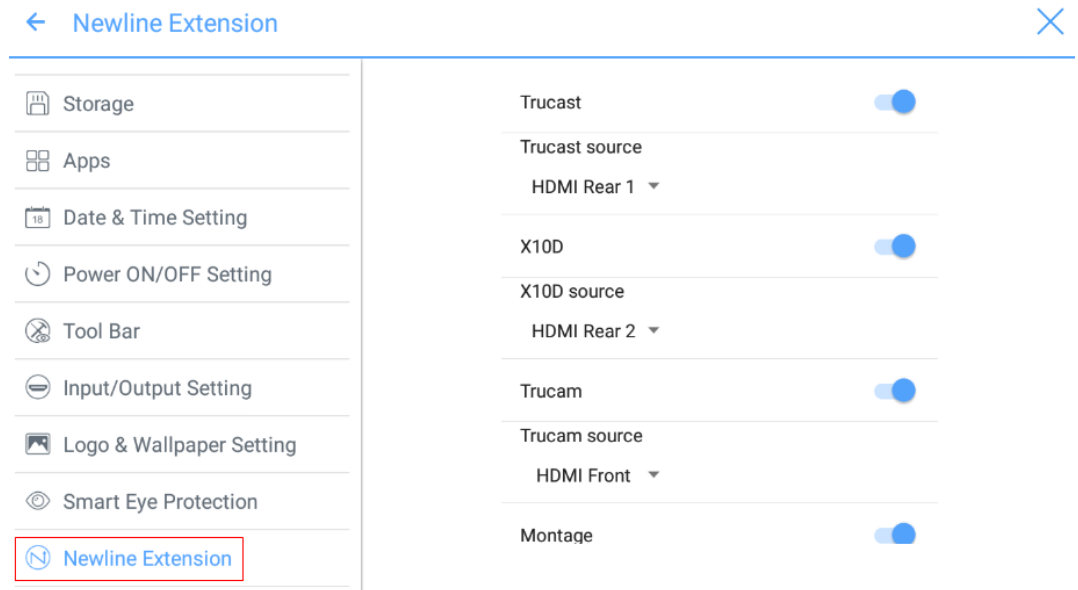 Newline Extension
Storage
Apps
18
Date & Time Setting
Power ON/OFF Setting
Tool Bar
Input/Output Setting
Logo & Wallpaper Setting
Smart Eye Protection
Newline Extension
Trucast
Trucast source
HDMI Rear 1
X10D
X10D source
HDMI Rear 2
Trucam
Trucam source
HDMI Front
Montage